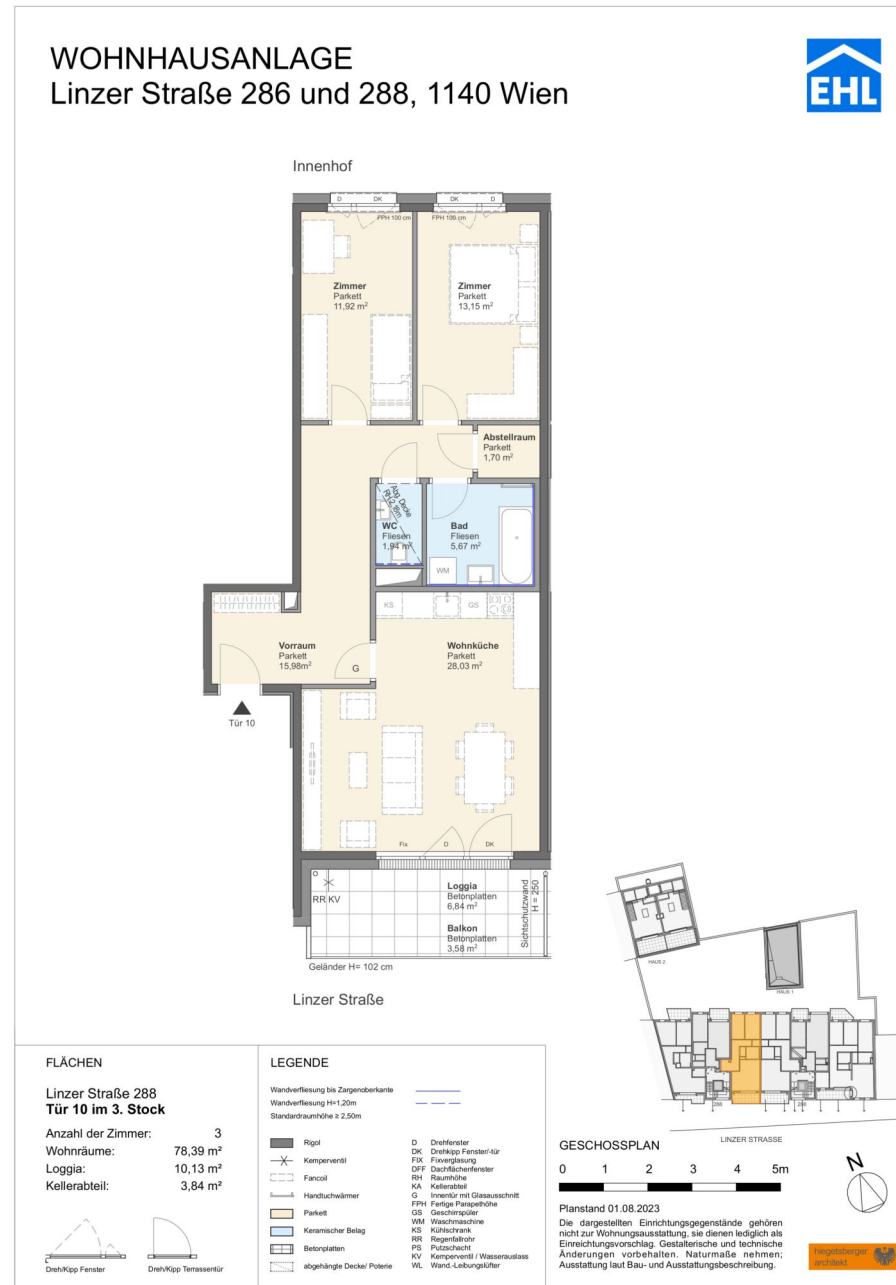 WOHNHAUSANLAGE
Linzer Straße 286 und 288, 1140 Wien
EHL
Innenhof
D DK
DK D
FPH 100 cm
FPH 100 cm
Zimmer
Parkett
11,92 m²
Zimmer
Parkett
13,15 m²
Abstellraum
Parkett
1,70 m²
Abg. Decke
RH 2,18m
WC
Fliesen
1,94 m²
Bad
Fliesen
5,67 m²
WM
KS
GS
Vorraum
Parkett
15,98m²
G
Wohnküche
Parkett
28,03 m²
Tür 10
Fix D DK
RR KV
Loggia
Betonplatten
6,84 m²
Balkon
Betonplatten
3,58 m²
Sichtschutzwand
H = 250
Geländer H= 102 cm
Linzer Straße
HAUS 2
HAUS 1
288
286
LINZER STRASSE
FLÄCHEN
Linzer Straße 288
Tür 10 im 3. Stock
Anzahl der Zimmer: 3
Wohnräume: 78,39 m²
Loggia: 10,13 m²
Kellerabteil: 3,84 m²
Dreh/Kipp Fenster
Dreh/Kipp Terrassentür
LEGENDE
Wandverfliesung bis Zargenoberkante
Wandverfliesung H=1,20m
Standardraumhöhe ≥ 2,50m
Rigol
Kemperventil
Fancoil
Handtuchwärmer
Parkett
Keramischer Belag
Betonplatten
abgehängte Decke/ Poterie
D Drehfenster
DK Drehkipp Fenster/-tür
FIX Fixverglasung
DFF Dachflächenfenster
RH Raumhöhe
KA Kellerabteil
G Innentür mit Glasausschnitt
FPH Fertige Parapethöhe
GS Geschirrspüler
WM Waschmaschine
KS Kühlschrank
RR Regenfallrohr
PS Putzschacht
KV Kemperventil / Wasserauslass
WL Wand.-Leibungslüfter
GESCHOSSPLAN
0 1 2 3 4 5m
N
Planstand 01.08.2023
Die dargestellten Einrichtungsgegenstände gehören
nicht zur Wohnungsausstattung, sie dienen lediglich als
Einreichtungsvorschlag. Gestalterische und technische
Änderungen vorbehalten. Naturmaße nehmen;
Ausstattung laut Bau- und Ausstattungsbeschreibung.
hiegetsberger
architekt